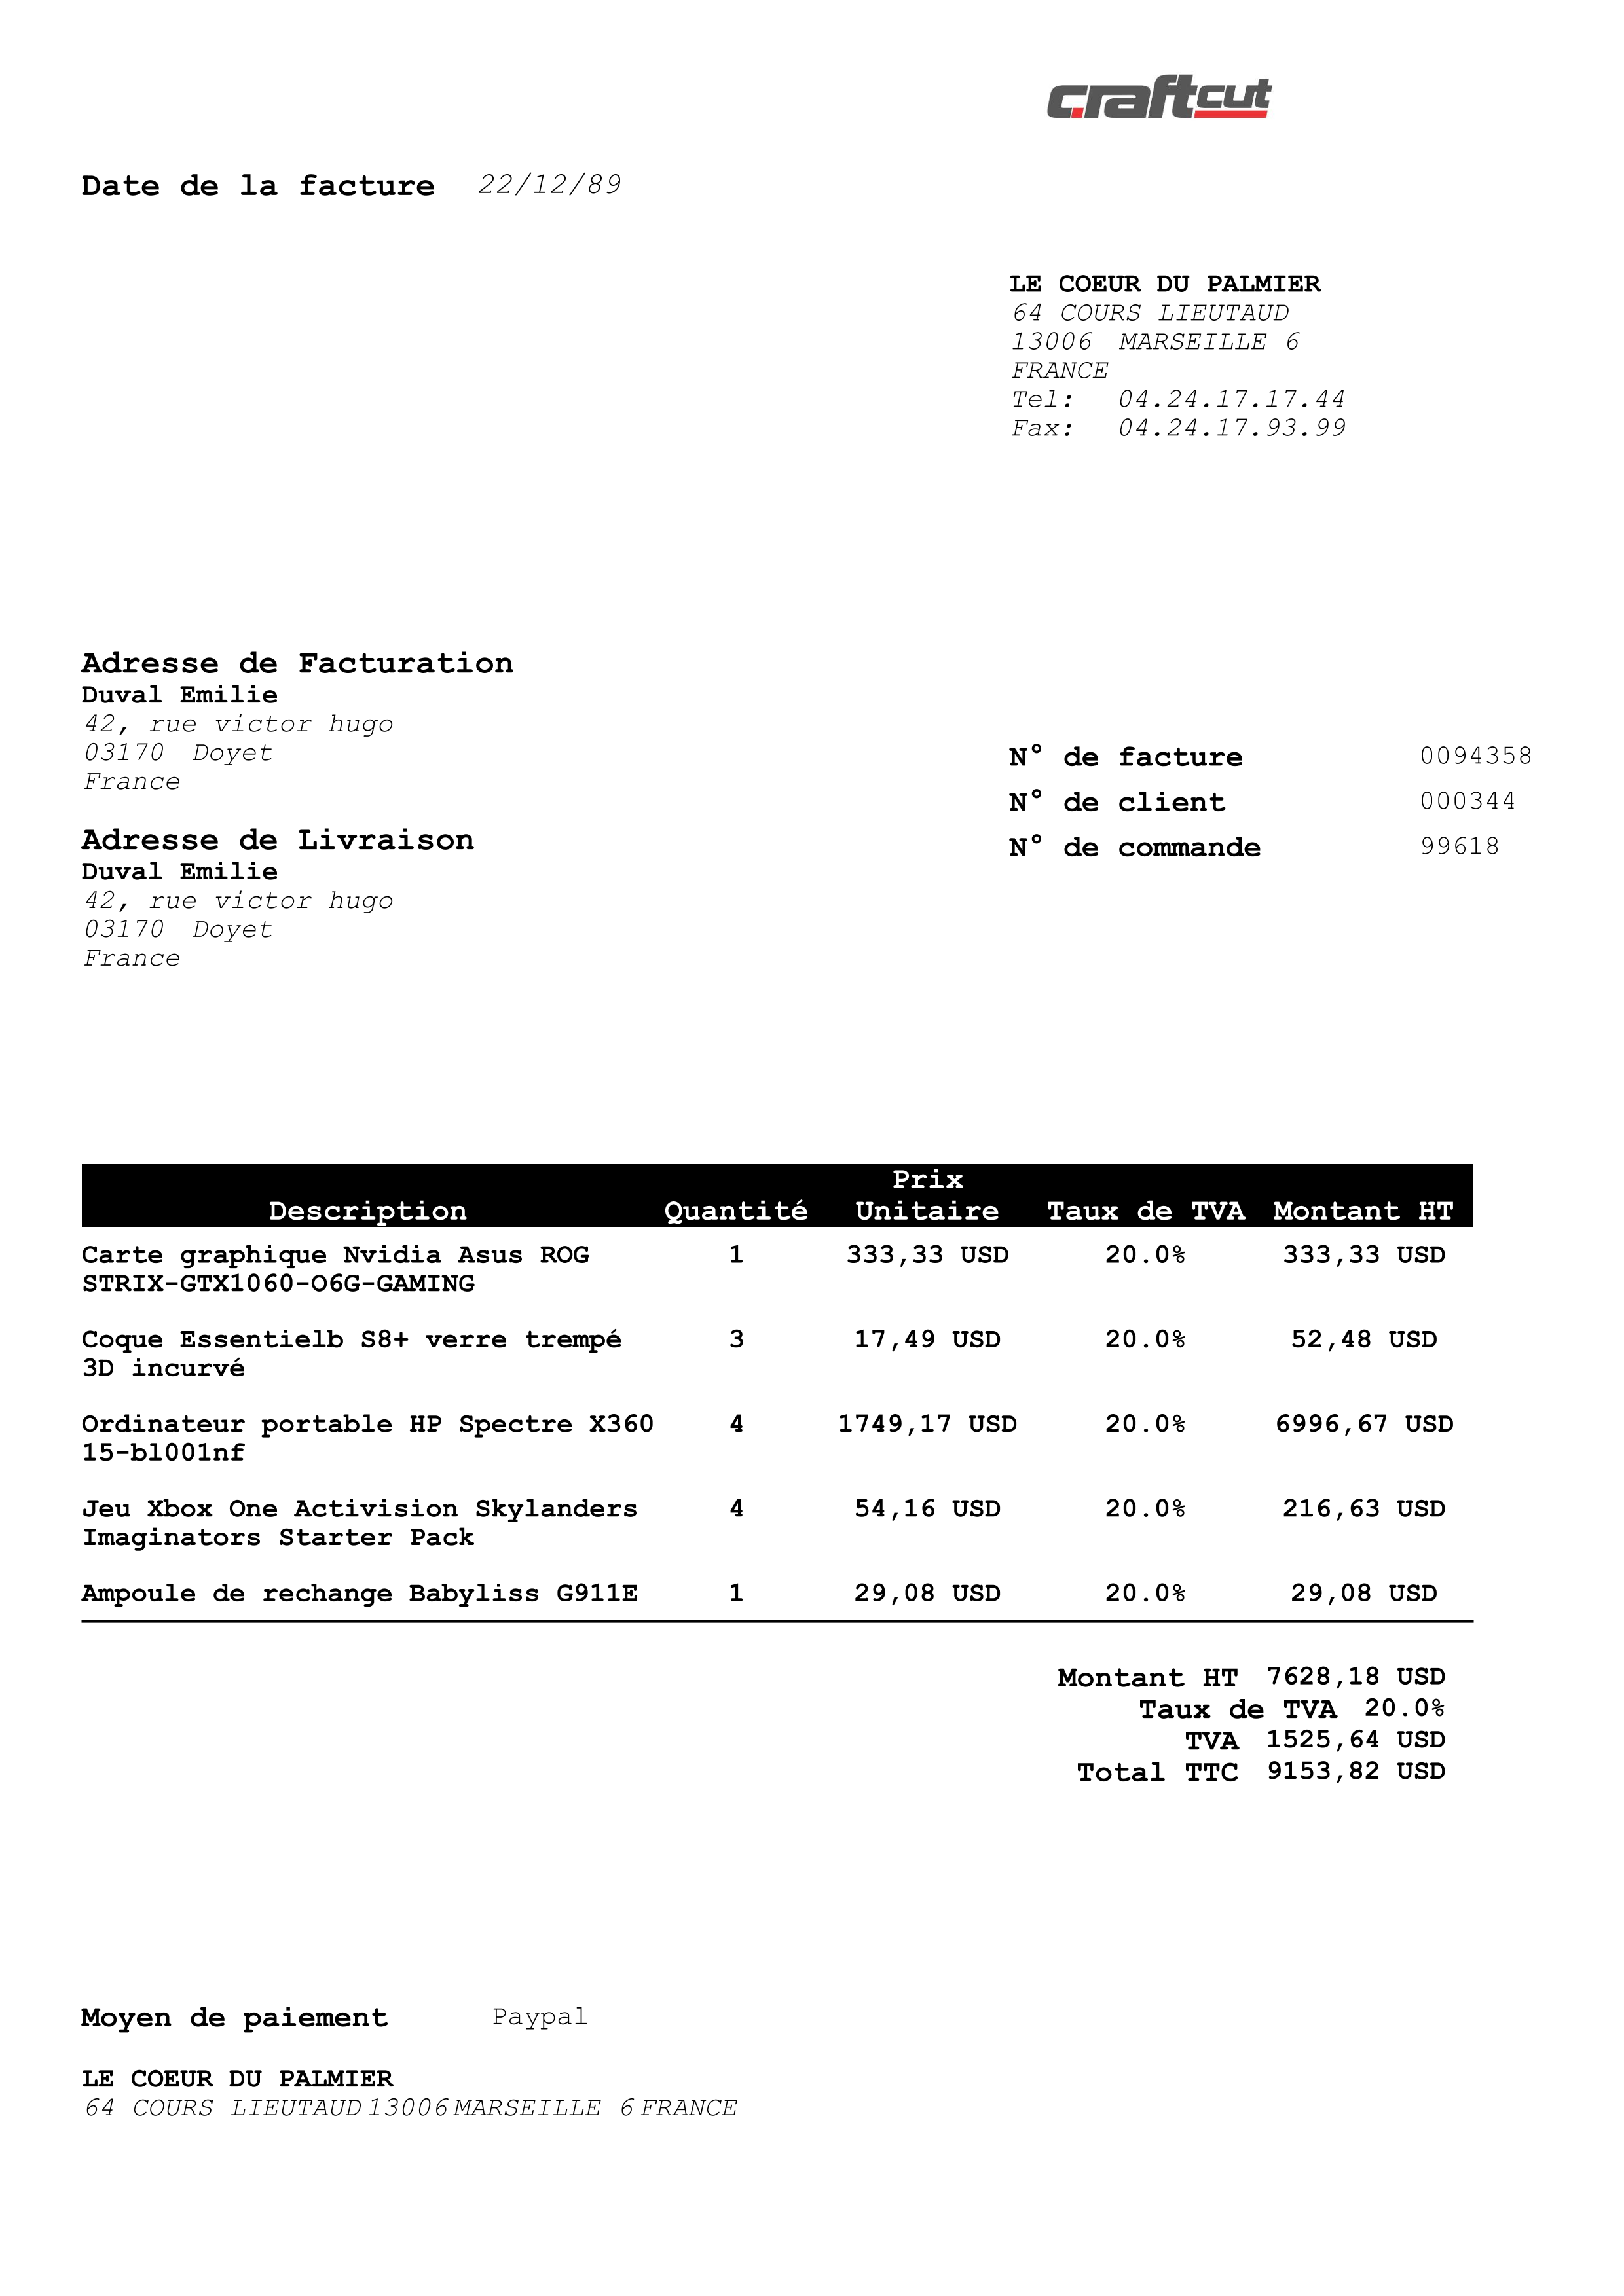 craftcut
Date de la facture 22/12/89
LE COEUR DU PALMIER
64 COURS LIEUTAUD
13006 MARSEILLE 6
FRANCE
Tel: 04.24.17.17.44
Fax: 04.24.17.93.99
Adresse de Facturation
Duval Emilie
42, rue victor hugo
03170 Doyet
France
N° de facture 0094358
N° de client 000344
N° de commande 99618
Adresse de Livraison
Duval Emilie
42, rue victor hugo
03170 Doyet
France
Prix
Description Quantité Unitaire Taux de TVA Montant HT
Carte graphique Nvidia Asus ROG 1 333,33 USD 20.0% 333,33 USD
STRIX-GTX1060-O6G-GAMING
Coque Essentielb S8+ verre trempé 3 17,49 USD 20.0% 52,48 USD
3D incurvé
Ordinateur portable HP Spectre X360 4 1749,17 USD 20.0% 6996,67 USD
15-bl001nf
Jeu Xbox One Activision Skylanders 4 54,16 USD 20.0% 216,63 USD
Imaginators Starter Pack
Ampoule de rechange Babyliss G911E 1 29,08 USD 20.0% 29,08 USD
Montant HT 7628,18 USD
Taux de TVA 20.0%
TVA 1525,64 USD
Total TTC 9153,82 USD
Moyen de paiement Paypal
LE COEUR DU PALMIER
64 COURS LIEUTAUD 13006 MARSEILLE 6 FRANCE